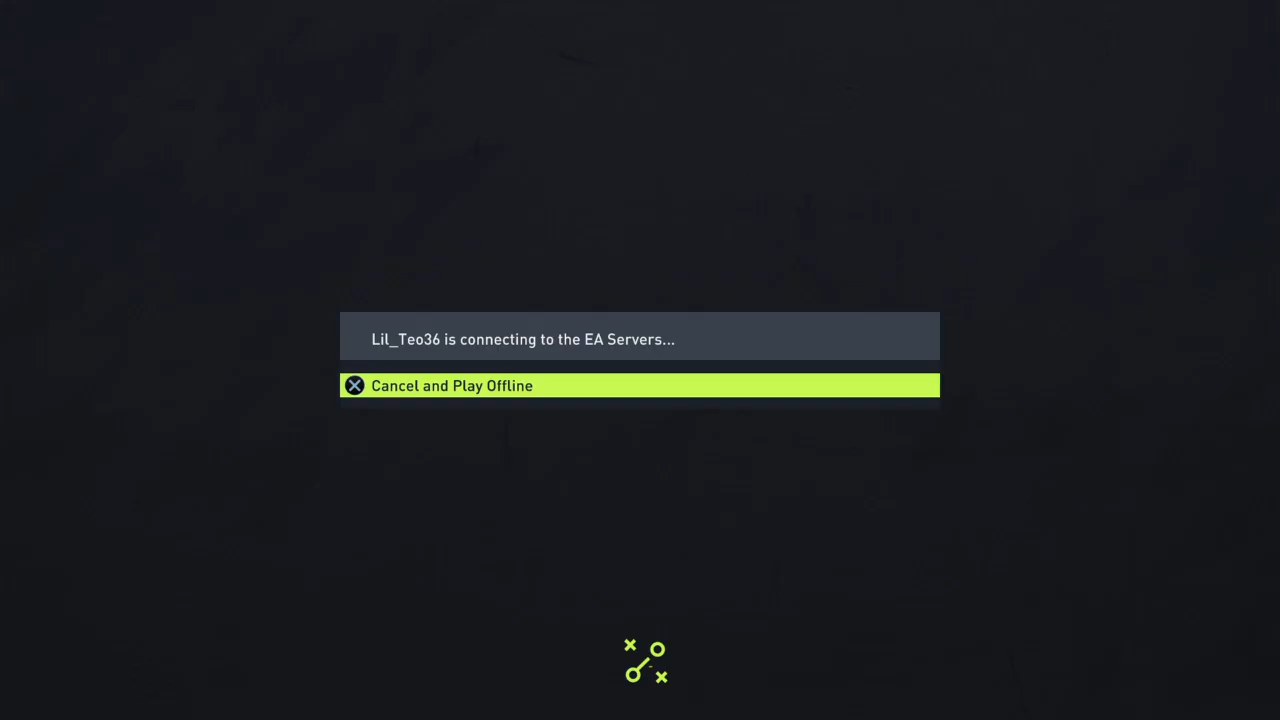 Lil_Teo36 is connecting to the EA Servers...
Cancel and Play Offline